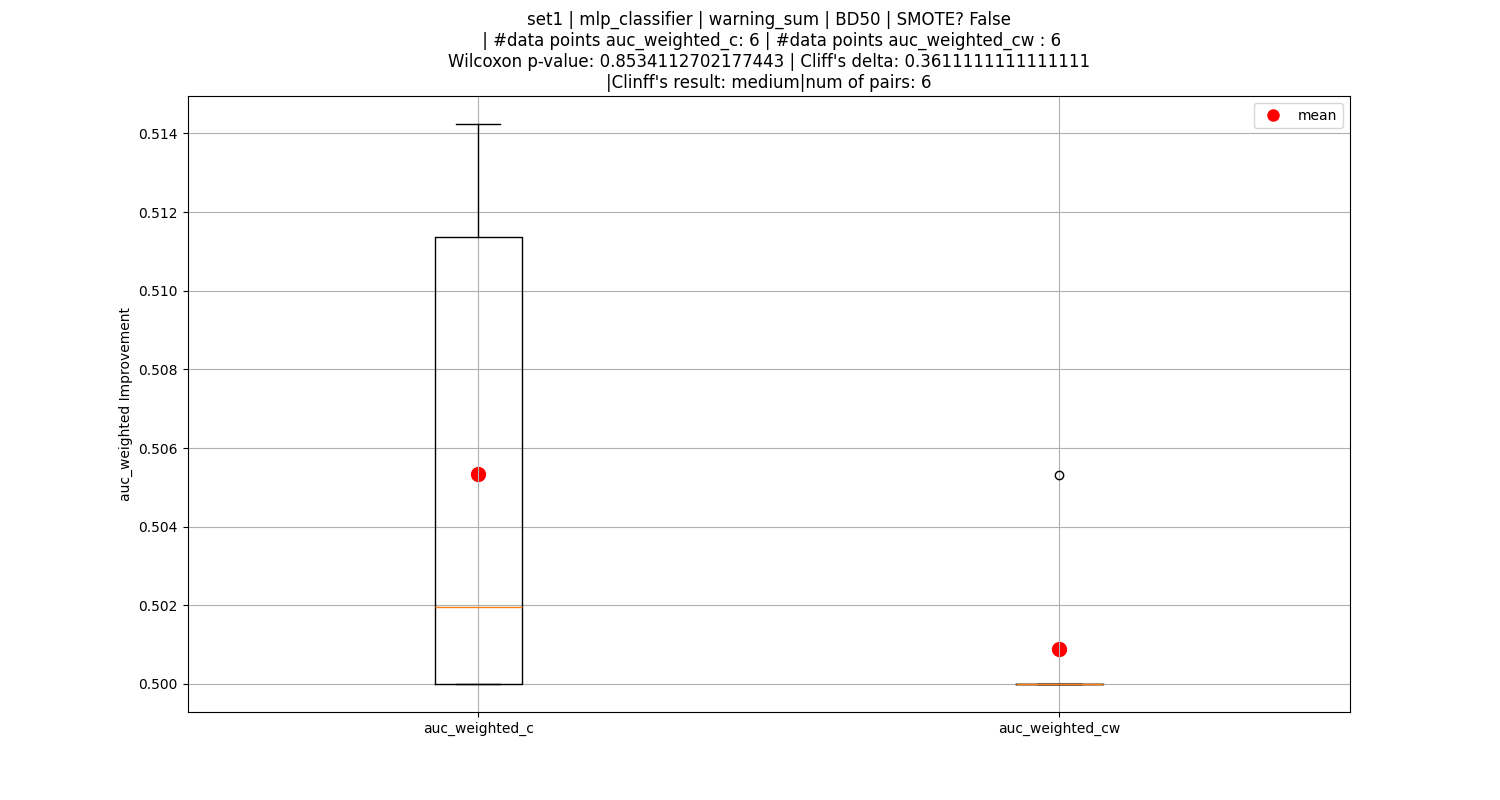 set1 | mlp_classifier | warning_sum | BD50 | SMOTE? False
| #data points auc_weighted_c: 6 | #data points auc_weighted_cw : 6
Wilcoxon p-value: 0.8534112702177443 | Cliff's delta: 0.3611111111111111
|Clinff's result: medium|num of pairs: 6
mean
0.514
0.512
0.510
0.508
0.506
0.504
0.502
0.500
auc_weighted Improvement
auc_weighted_c
auc_weighted_cw